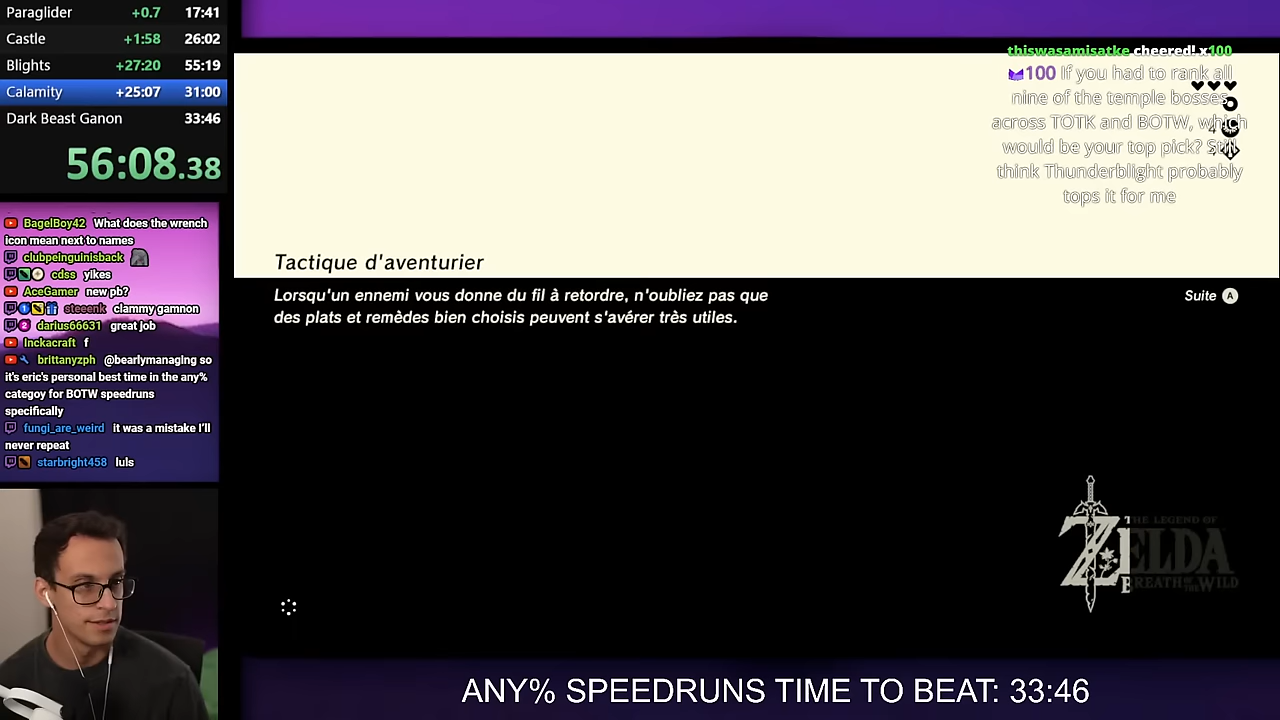 Paraglider +0.7 17:41
Castle +1:58 26:02
Blights +27:20 55:19
Calamity +25:07 31:00
Dark Beast Ganon 33:46
56:08.38
BagelBoy42 What does the wrench
icon mean next to names
clubpeinguinisback
cdss yikes
AceGamer new pb?
steeenk clammy gamnon
darius66631 great job
Inckacraft f
brittanyzph @bearlymanaging so
it's eric's personal best time in the any%
categoy for BOTW speedruns
specifically
fungi_are_weird it was a mistake I'll
never repeat
starbright458 luls
thiswasamisatke cheered! x100
100 If you had to rank all
nine of the temple bosses
across TOTK and BOTW, which
would be your top pick? Still
think Thunderblight probably
tops it for me
Tactique d'aventurier
Lorsqu'un ennemi vous donne du fil à retordre, n'oubliez pas que
des plats et remèdes bien choisis peuvent s'avérer très utiles.
Suite A
THE LEGEND OF
ZELDA
BREATH OF THE WILD
ANY% SPEEDRUNS TIME TO BEAT: 33:46